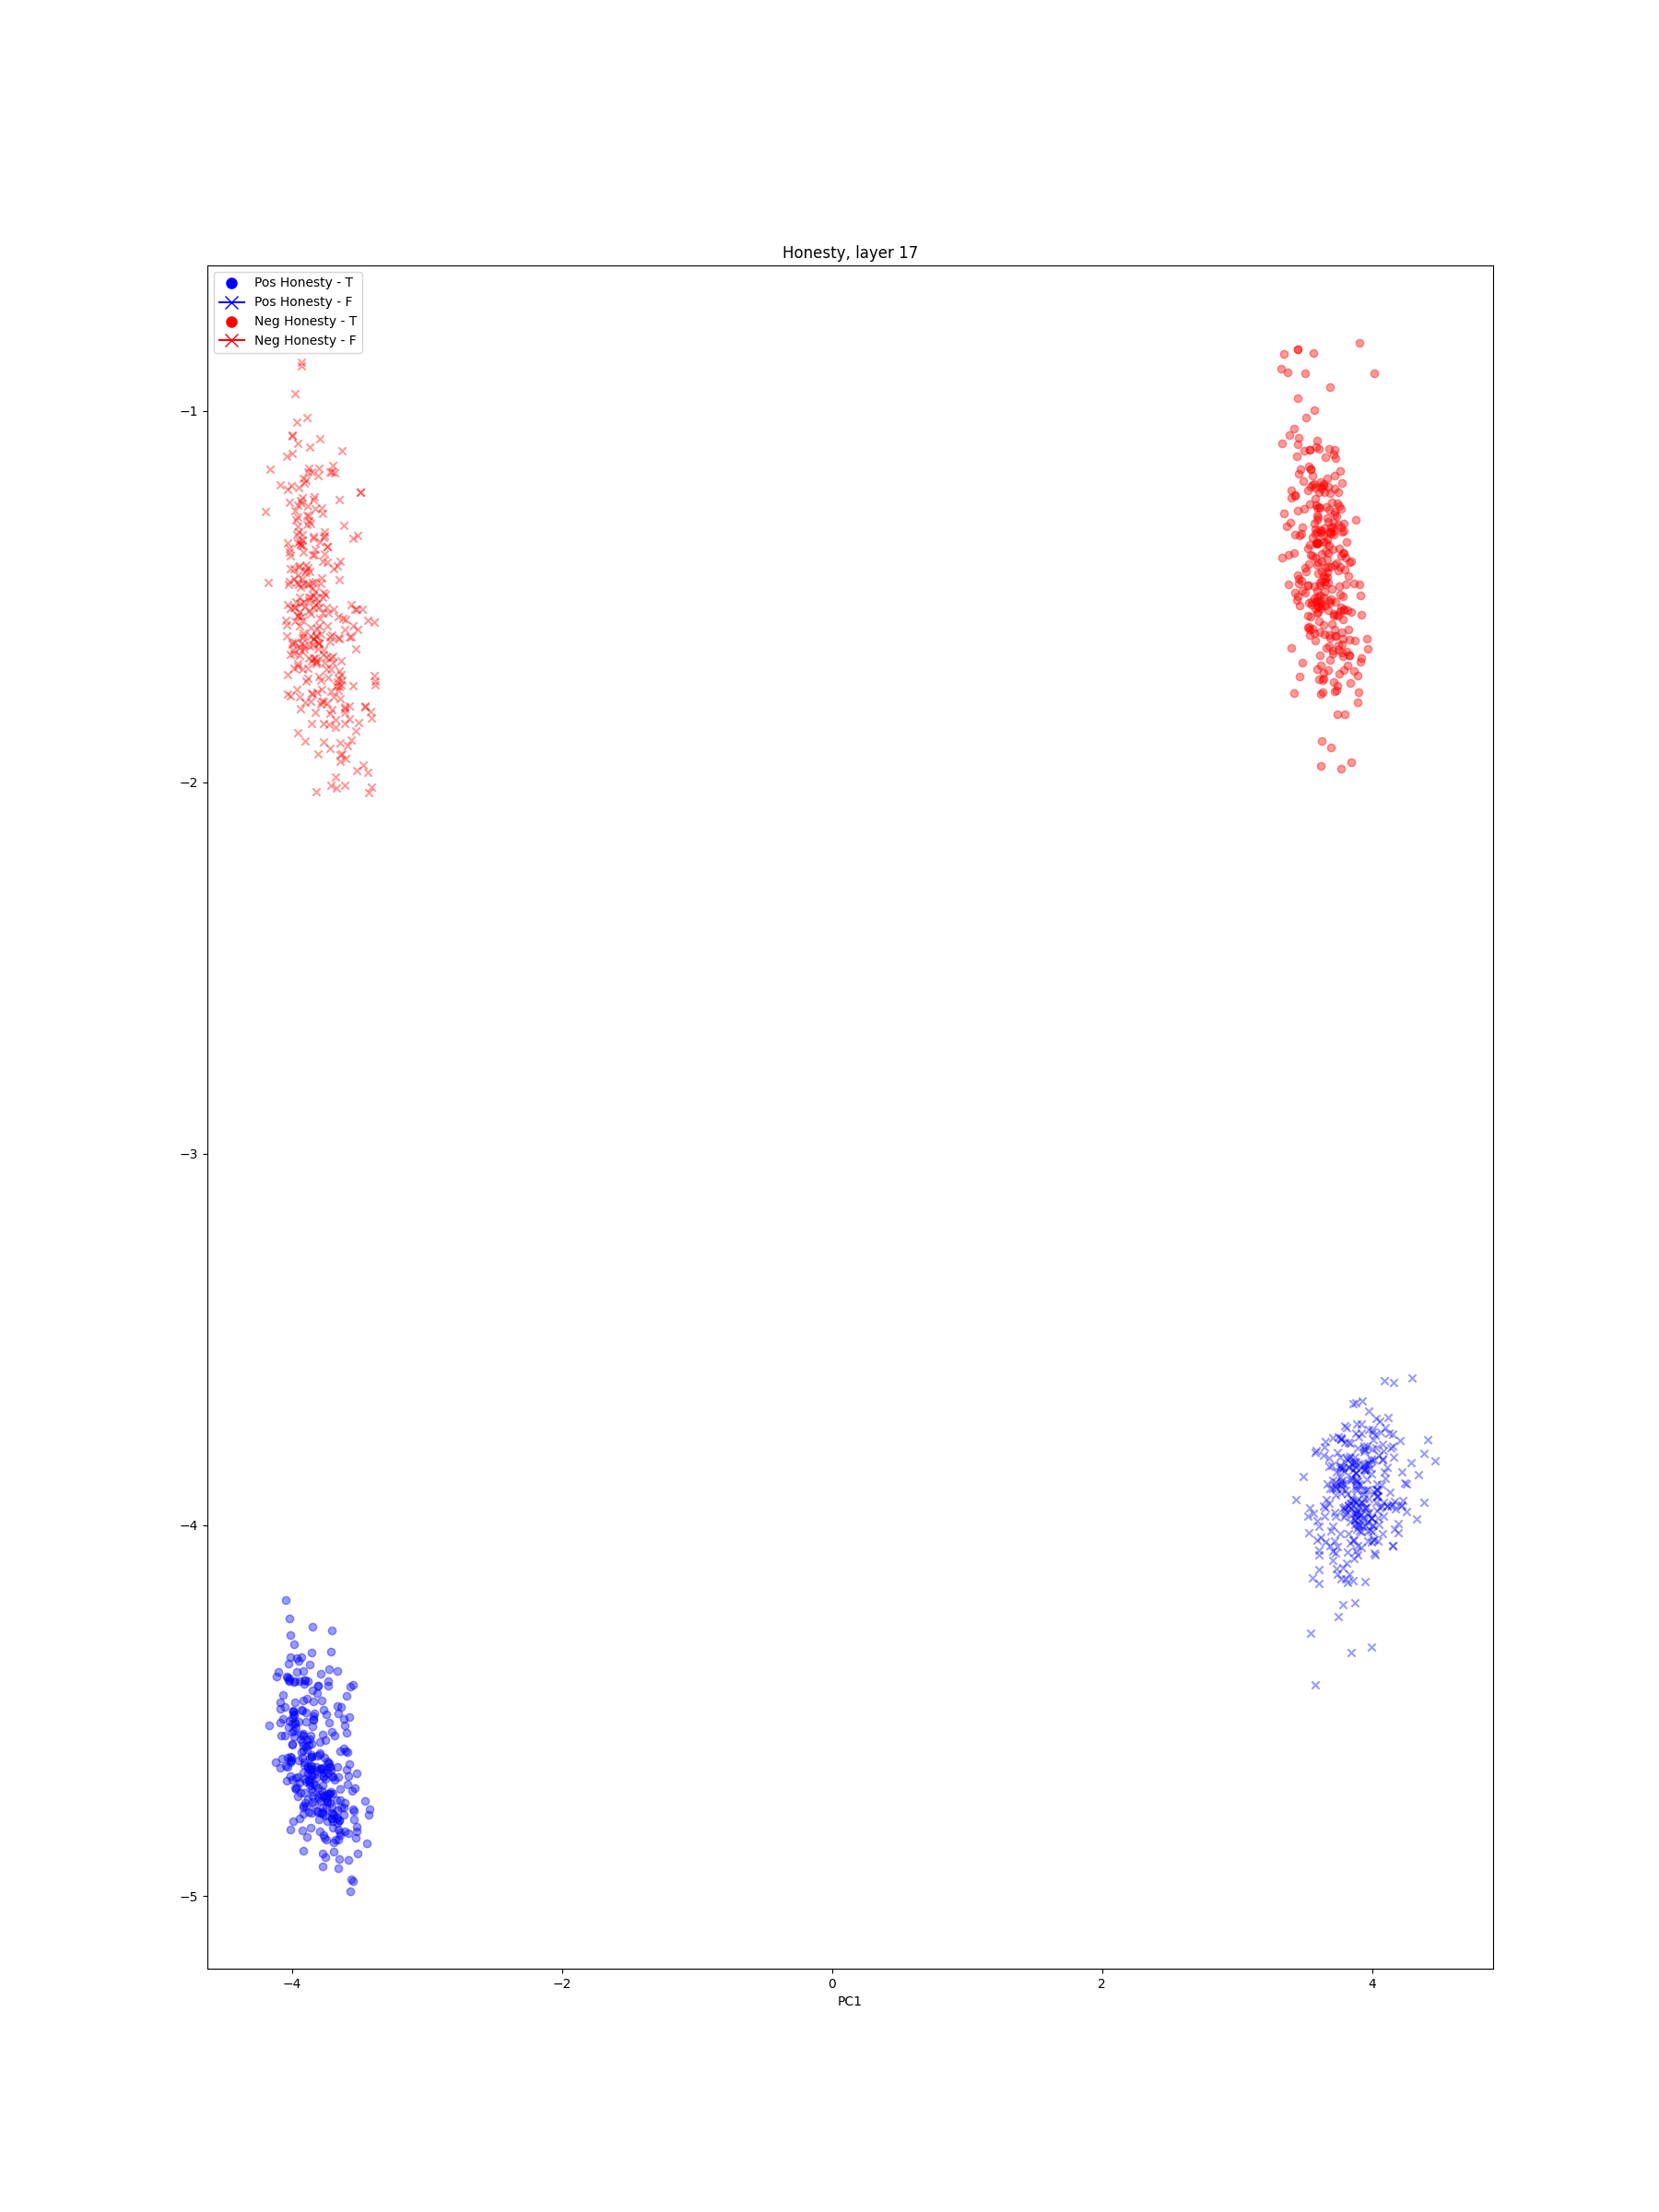 Honesty, layer 17
Pos Honesty - T
Pos Honesty - F
Neg Honesty - T
Neg Honesty - F
−1
−2
−3
−4
−5
−4 −2 0 2 4
PC1